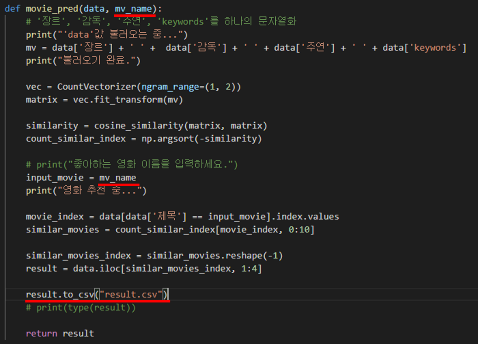 def movie_pred(data, mv_name):
# '장르', '감독', '주연', 'keywords'를 하나의 문자열화
print("'data'값 불러오는 중...")
mv = data['장르'] + ' ' +  data['감독'] + ' ' + data['주연'] + ' ' + data['keywords']
print("불러오기 완료.")
vec = CountVectorizer(ngram_range=(1, 2))
matrix = vec.fit_transform(mv)
similarity = cosine_similarity(matrix, matrix)
count_similar_index = np.argsort(-similarity)
# print("좋아하는 영화 이름을 입력하세요.")
input_movie = mv_name
print("영화 추천 중...")
movie_index = data[data['제목'] == input_movie].index.values
similar_movies = count_similar_index[movie_index, 0:10]
similar_movies_index = similar_movies.reshape(-1)
result = data.iloc[similar_movies_index, 1:4]
result.to_csv("result.csv")
# print(type(result))
return result